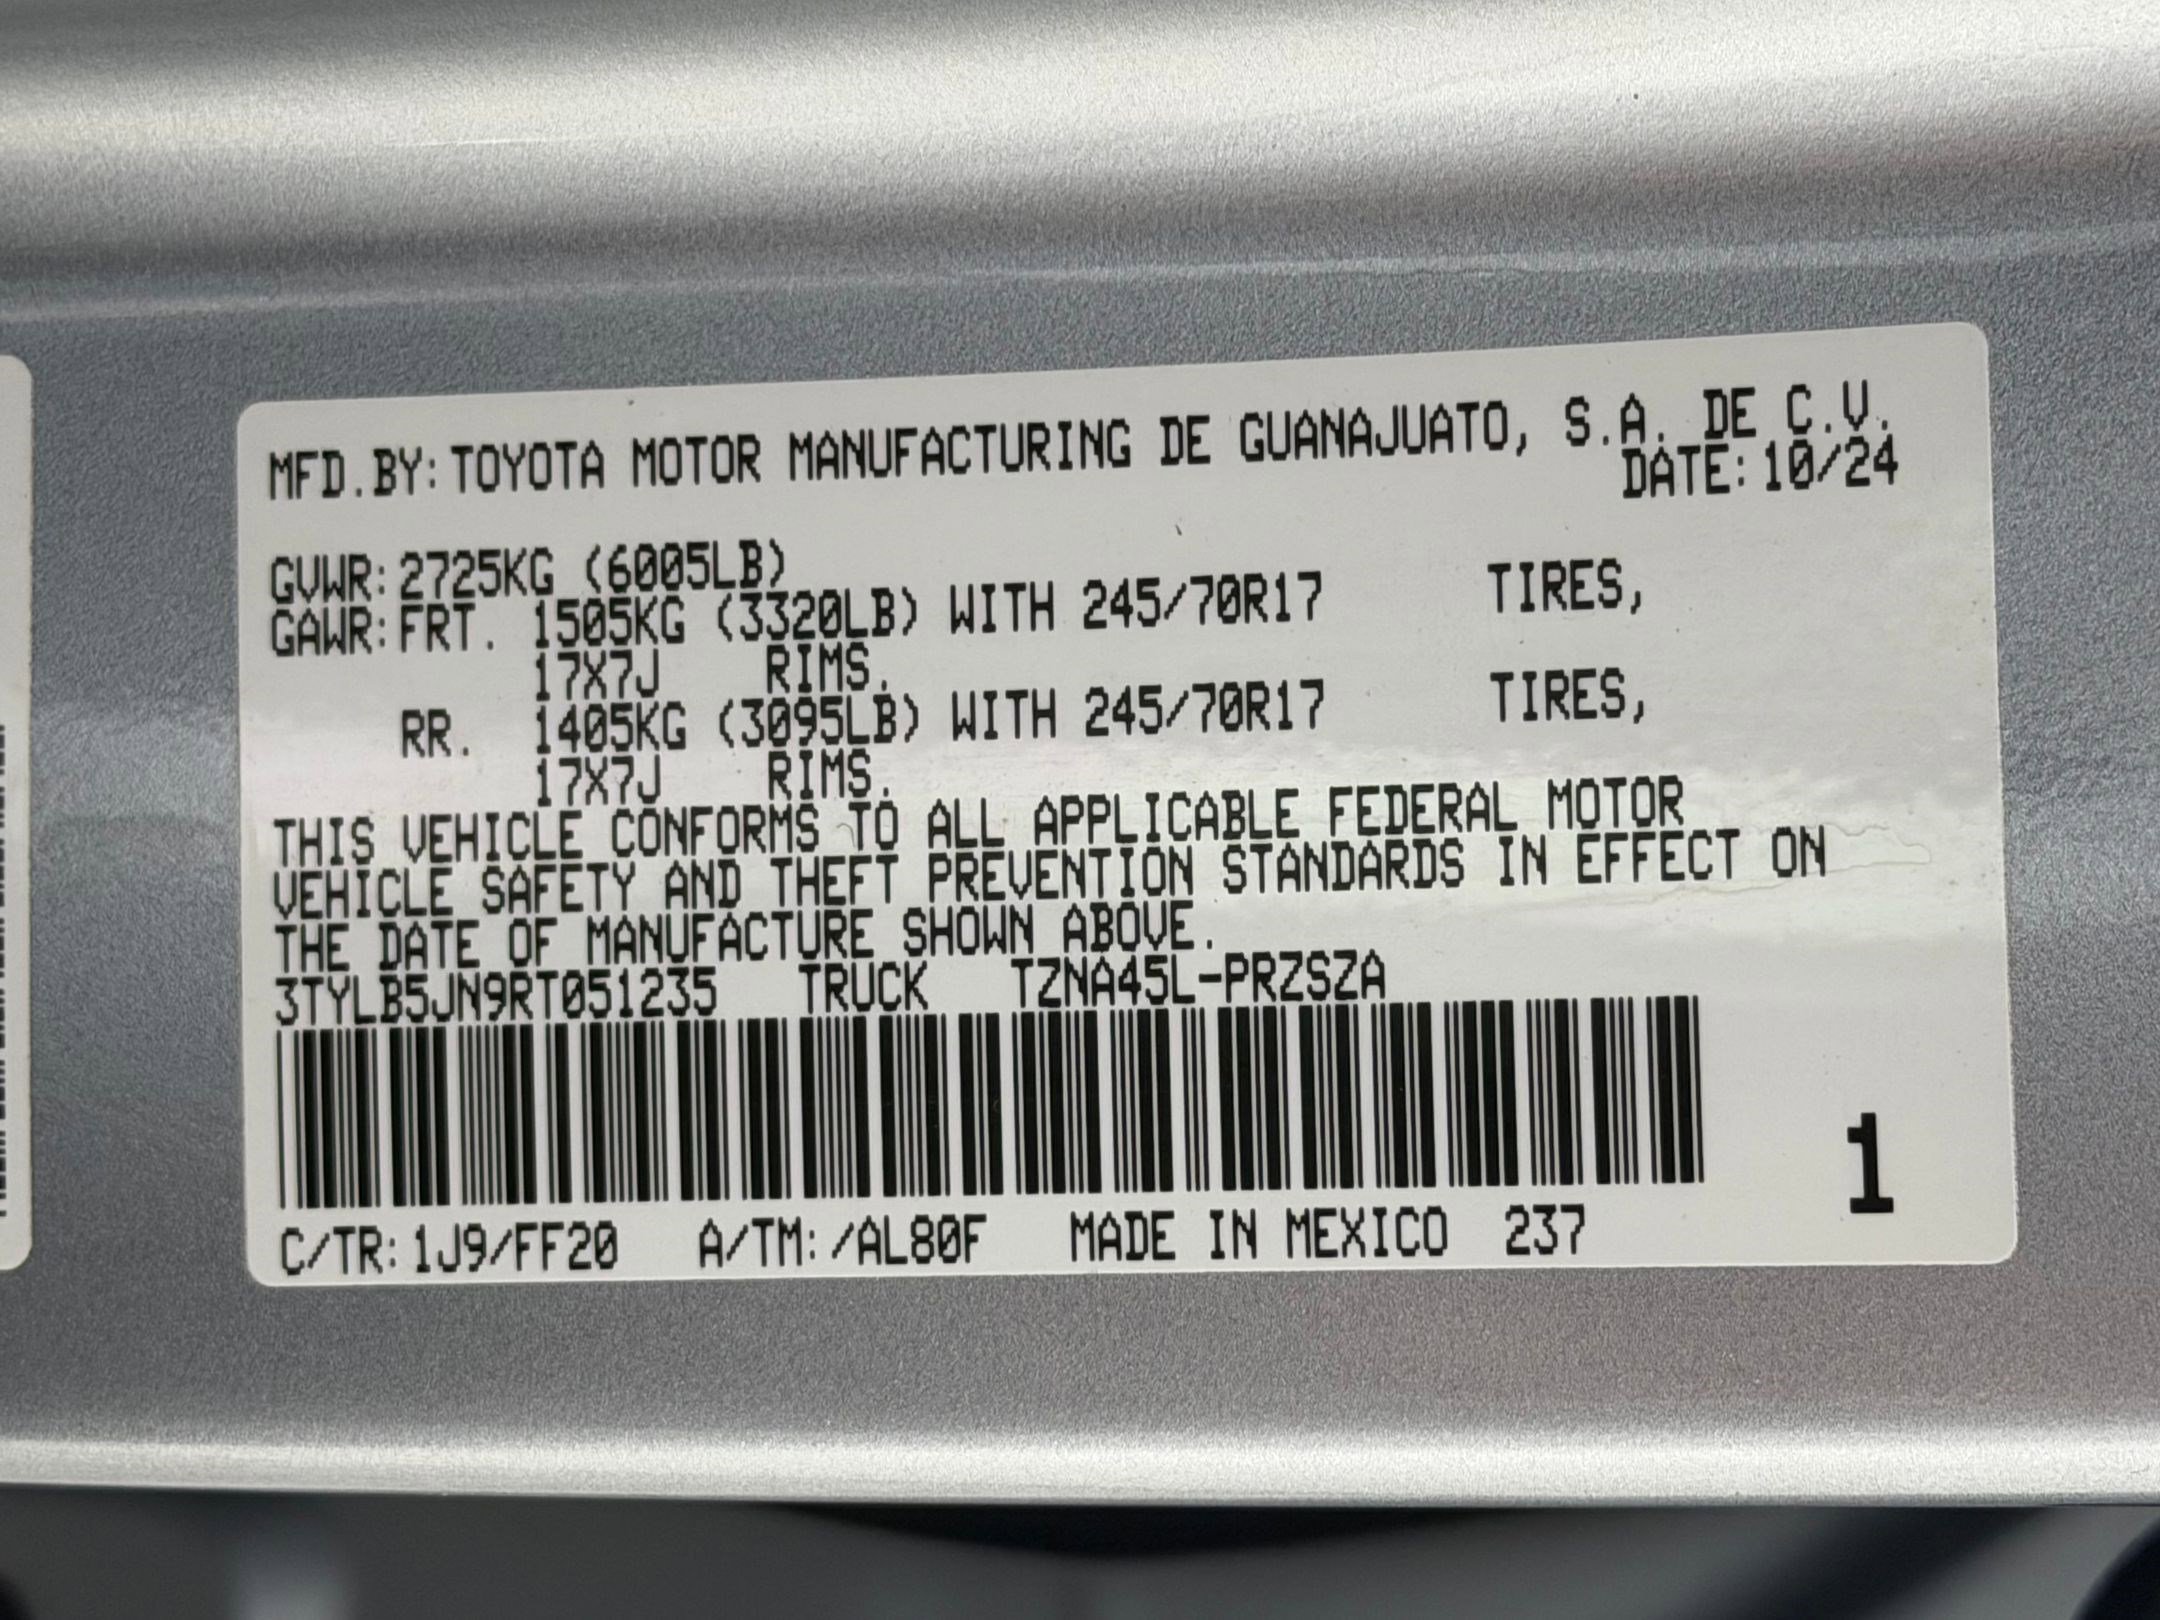 MFD.BY:TOYOTA MOTOR MANUFACTURING DE GUANAJUATO, S.A. DE C.V.
DATE:10/24
GVWR:2725KG (6005LB)
GAWR:FRT. 1505KG (3320LB) WITH 245/70R17 TIRES,
17X7J RIMS.
RR. 1405KG (3095LB) WITH 245/70R17 TIRES,
17X7J RIMS.
THIS VEHICLE CONFORMS TO ALL APPLICABLE FEDERAL MOTOR
VEHICLE SAFETY AND THEFT PREVENTION STANDARDS IN EFFECT ON
THE DATE OF MANUFACTURE SHOWN ABOVE.
3TYLB5JN9RT051235 TRUCK TZNA45L-PRZSZA
C/TR:1J9/FF20 A/TM:/AL80F MADE IN MEXICO 237
1